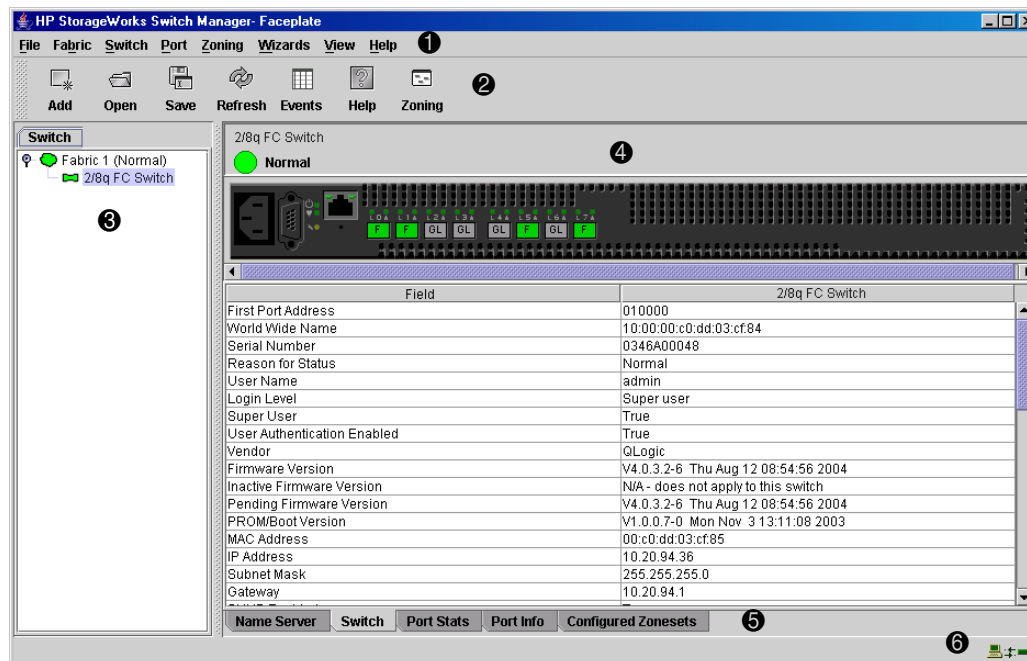 HP StorageWorks Switch Manager- Faceplate
File Fabric Switch Port Zoning Wizards View Help ❶
Add Open Save Refresh Events Help Zoning ❷
Switch
Fabric 1 (Normal)
2/8q FC Switch
❸
2/8q FC Switch
Normal
❹
L 0 A L 1 A L 2 A L 3 A L 4 A L 5 A L 6 A L 7 A
F F GL GL GL F GL F
Field 2/8q FC Switch
First Port Address 010000
World Wide Name 10:00:00:c0:dd:03:cf:84
Serial Number 0346A00048
Reason for Status Normal
User Name admin
Login Level Super user
Super User True
User Authentication Enabled True
Vendor QLogic
Firmware Version V4.0.3.2-6 Thu Aug 12 08:54:56 2004
Inactive Firmware Version N/A - does not apply to this switch
Pending Firmware Version V4.0.3.2-6 Thu Aug 12 08:54:56 2004
PROM/Boot Version V1.0.0.7-0 Mon Nov 3 13:11:08 2003
MAC Address 00:c0:dd:03:cf:85
IP Address 10.20.94.36
Subnet Mask 255.255.255.0
Gateway 10.20.94.1
Name Server Switch Port Stats Port Info Configured Zonesets ❺
❻